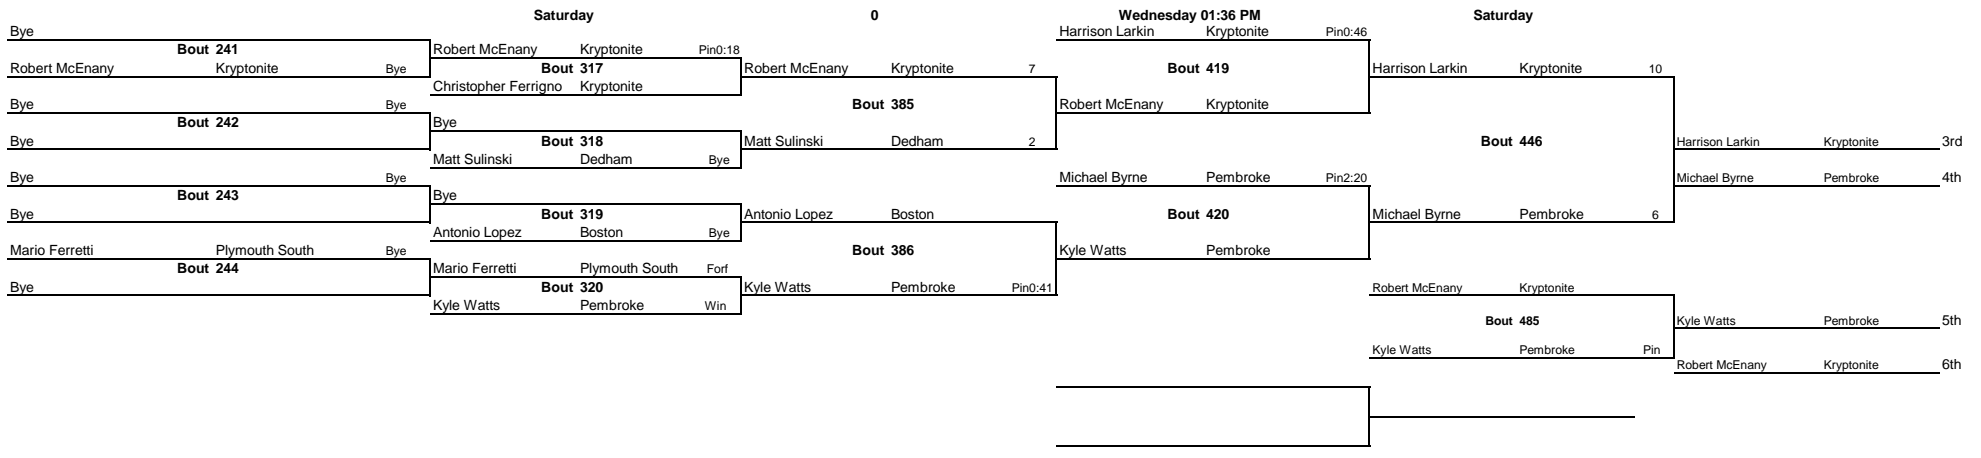 Saturday 0 Wednesday 01:36 PM Saturday
Bye Harrison Larkin Kryptonite Pin0:46
Bout 241 Robert McEnany Kryptonite Pin0:18
Robert McEnany Kryptonite Bye Bout 317 Robert McEnany Kryptonite 7 Bout 419 Harrison Larkin Kryptonite 10
Christopher Ferrigno Kryptonite
Bye Bye Bout 385 Robert McEnany Kryptonite
Bout 242 Bye
Bye Bout 318 Matt Sulinski Dedham 2 Bout 446 Harrison Larkin Kryptonite 3rd
Matt Sulinski Dedham Bye
Bye Bye Michael Byrne Pembroke Pin2:20 Michael Byrne Pembroke 4th
Bout 243 Bye
Bye Bout 319 Antonio Lopez Boston Bout 420 Michael Byrne Pembroke 6
Antonio Lopez Boston Bye
Mario Ferretti Plymouth South Bye Bout 386 Kyle Watts Pembroke
Bout 244 Mario Ferretti Plymouth South Forf
Bye Bout 320 Kyle Watts Pembroke Pin0:41 Robert McEnany Kryptonite
Kyle Watts Pembroke Win
Bout 485 Kyle Watts Pembroke 5th
Kyle Watts Pembroke Pin
Robert McEnany Kryptonite 6th